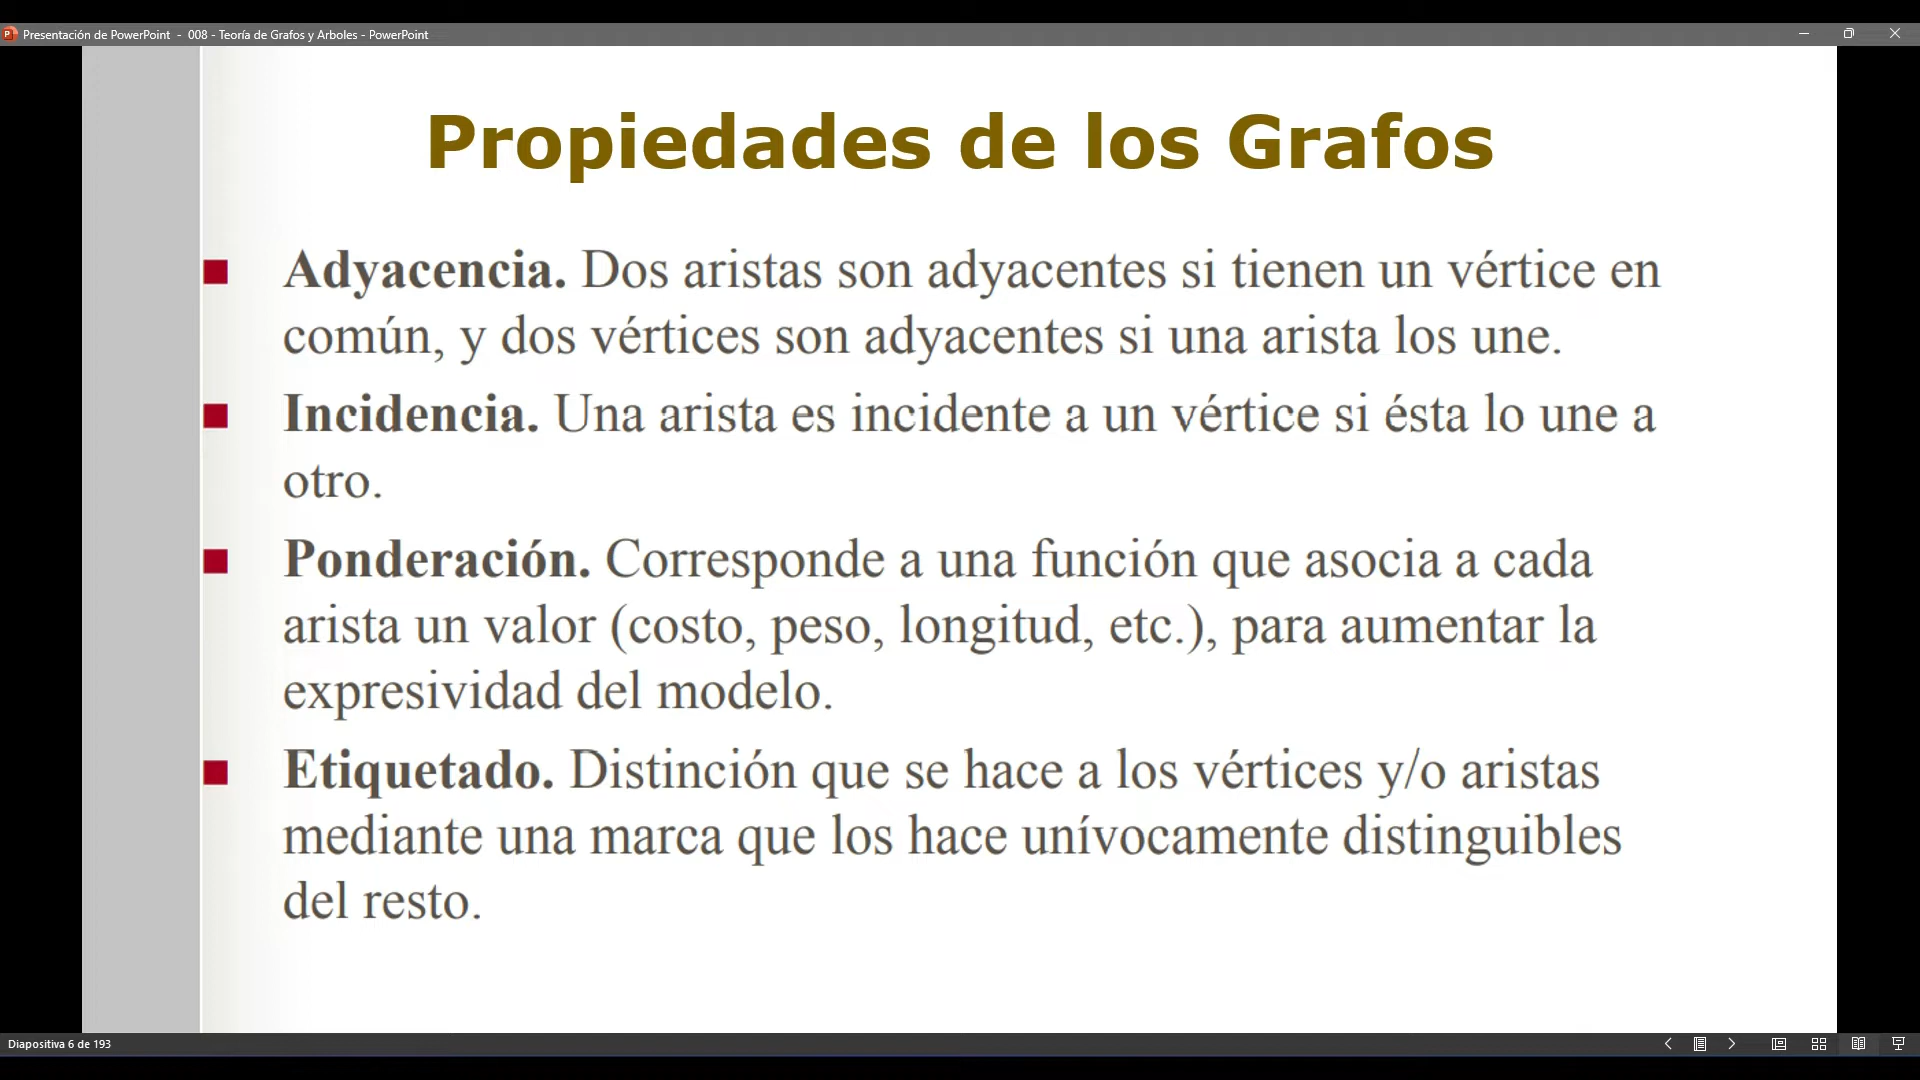 Presentación de PowerPoint - 008 - Teoría de Grafos y Arboles - PowerPoint
Propiedades de los Grafos
Adyacencia. Dos aristas son adyacentes si tienen un vértice en
común, y dos vértices son adyacentes si una arista los une.
Incidencia. Una arista es incidente a un vértice si ésta lo une a
otro.
Ponderación. Corresponde a una función que asocia a cada
arista un valor (costo, peso, longitud, etc.), para aumentar la
expresividad del modelo.
Etiquetado. Distinción que se hace a los vértices y/o aristas
mediante una marca que los hace unívocamente distinguibles
del resto.
Diapositiva 6 de 193